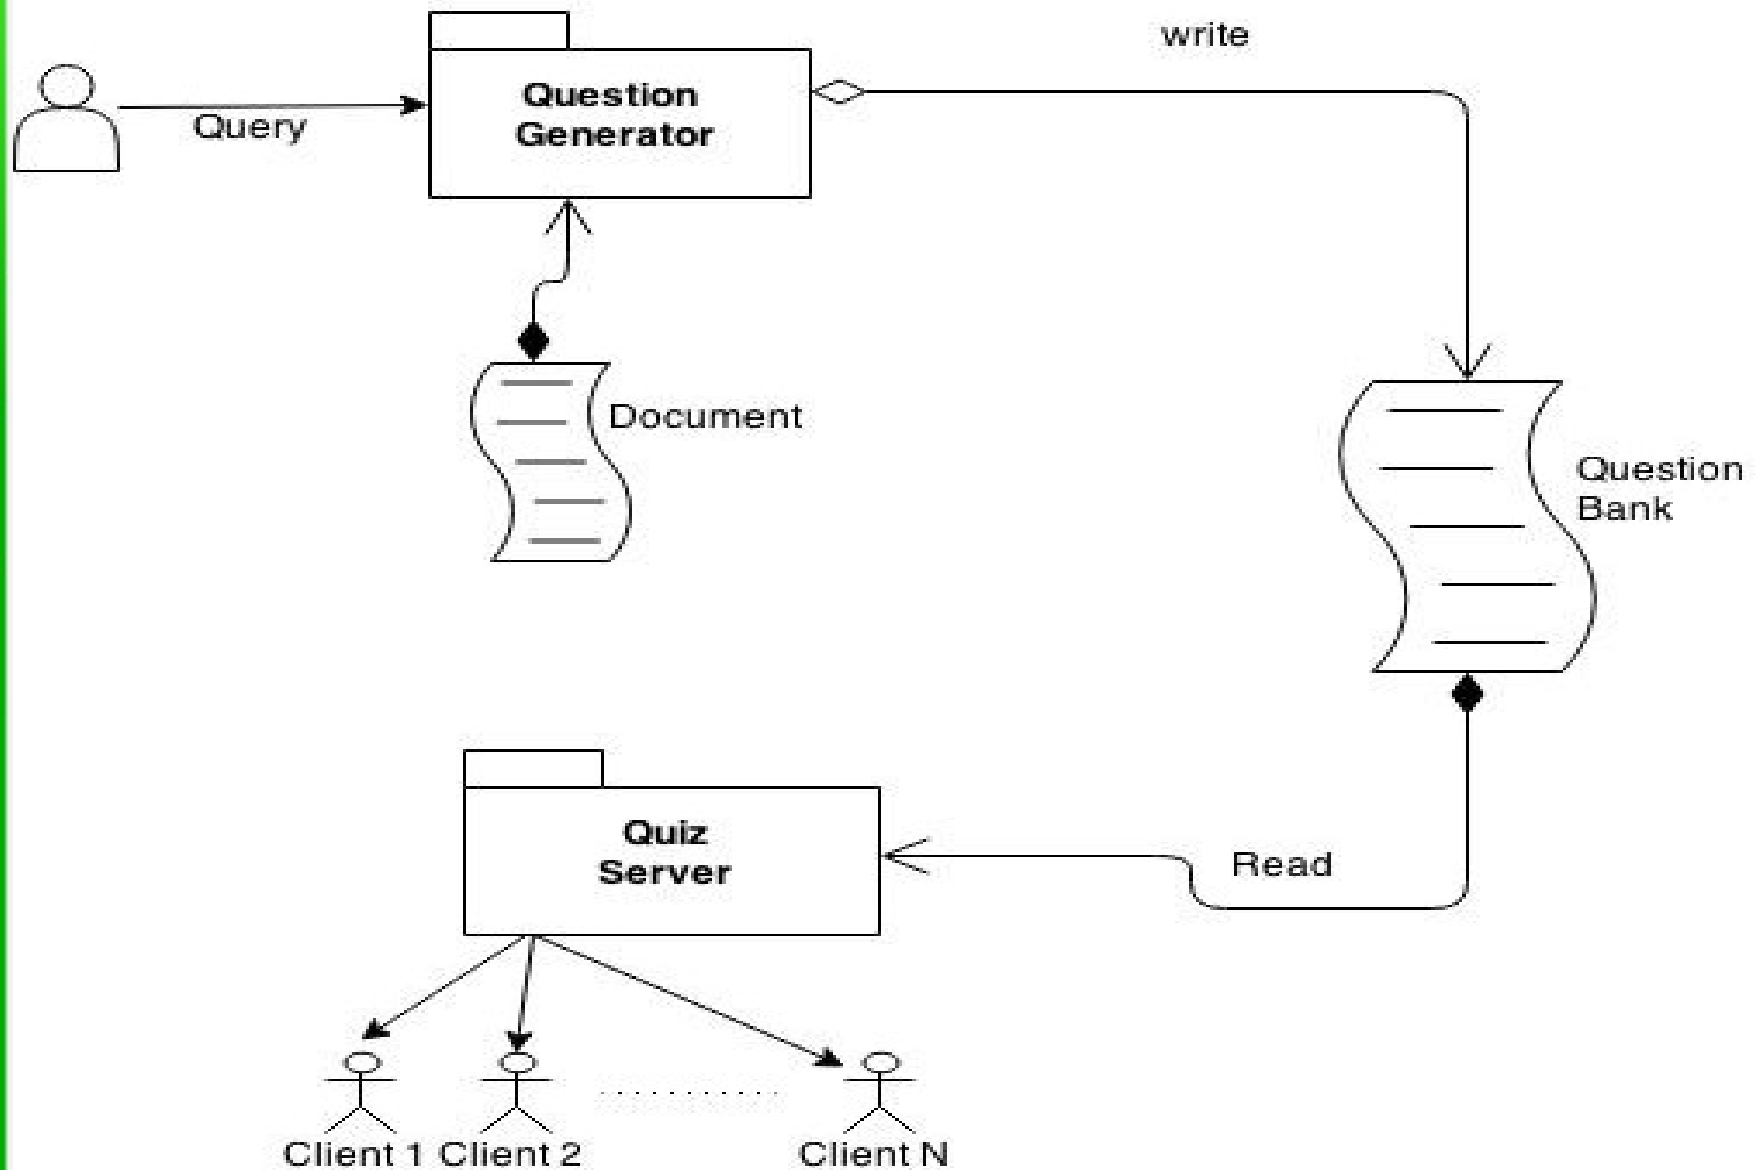 write
Query
Question
Generator
Document
Question
Bank
Quiz
Server
Read
Client 1
Client 2
Client N